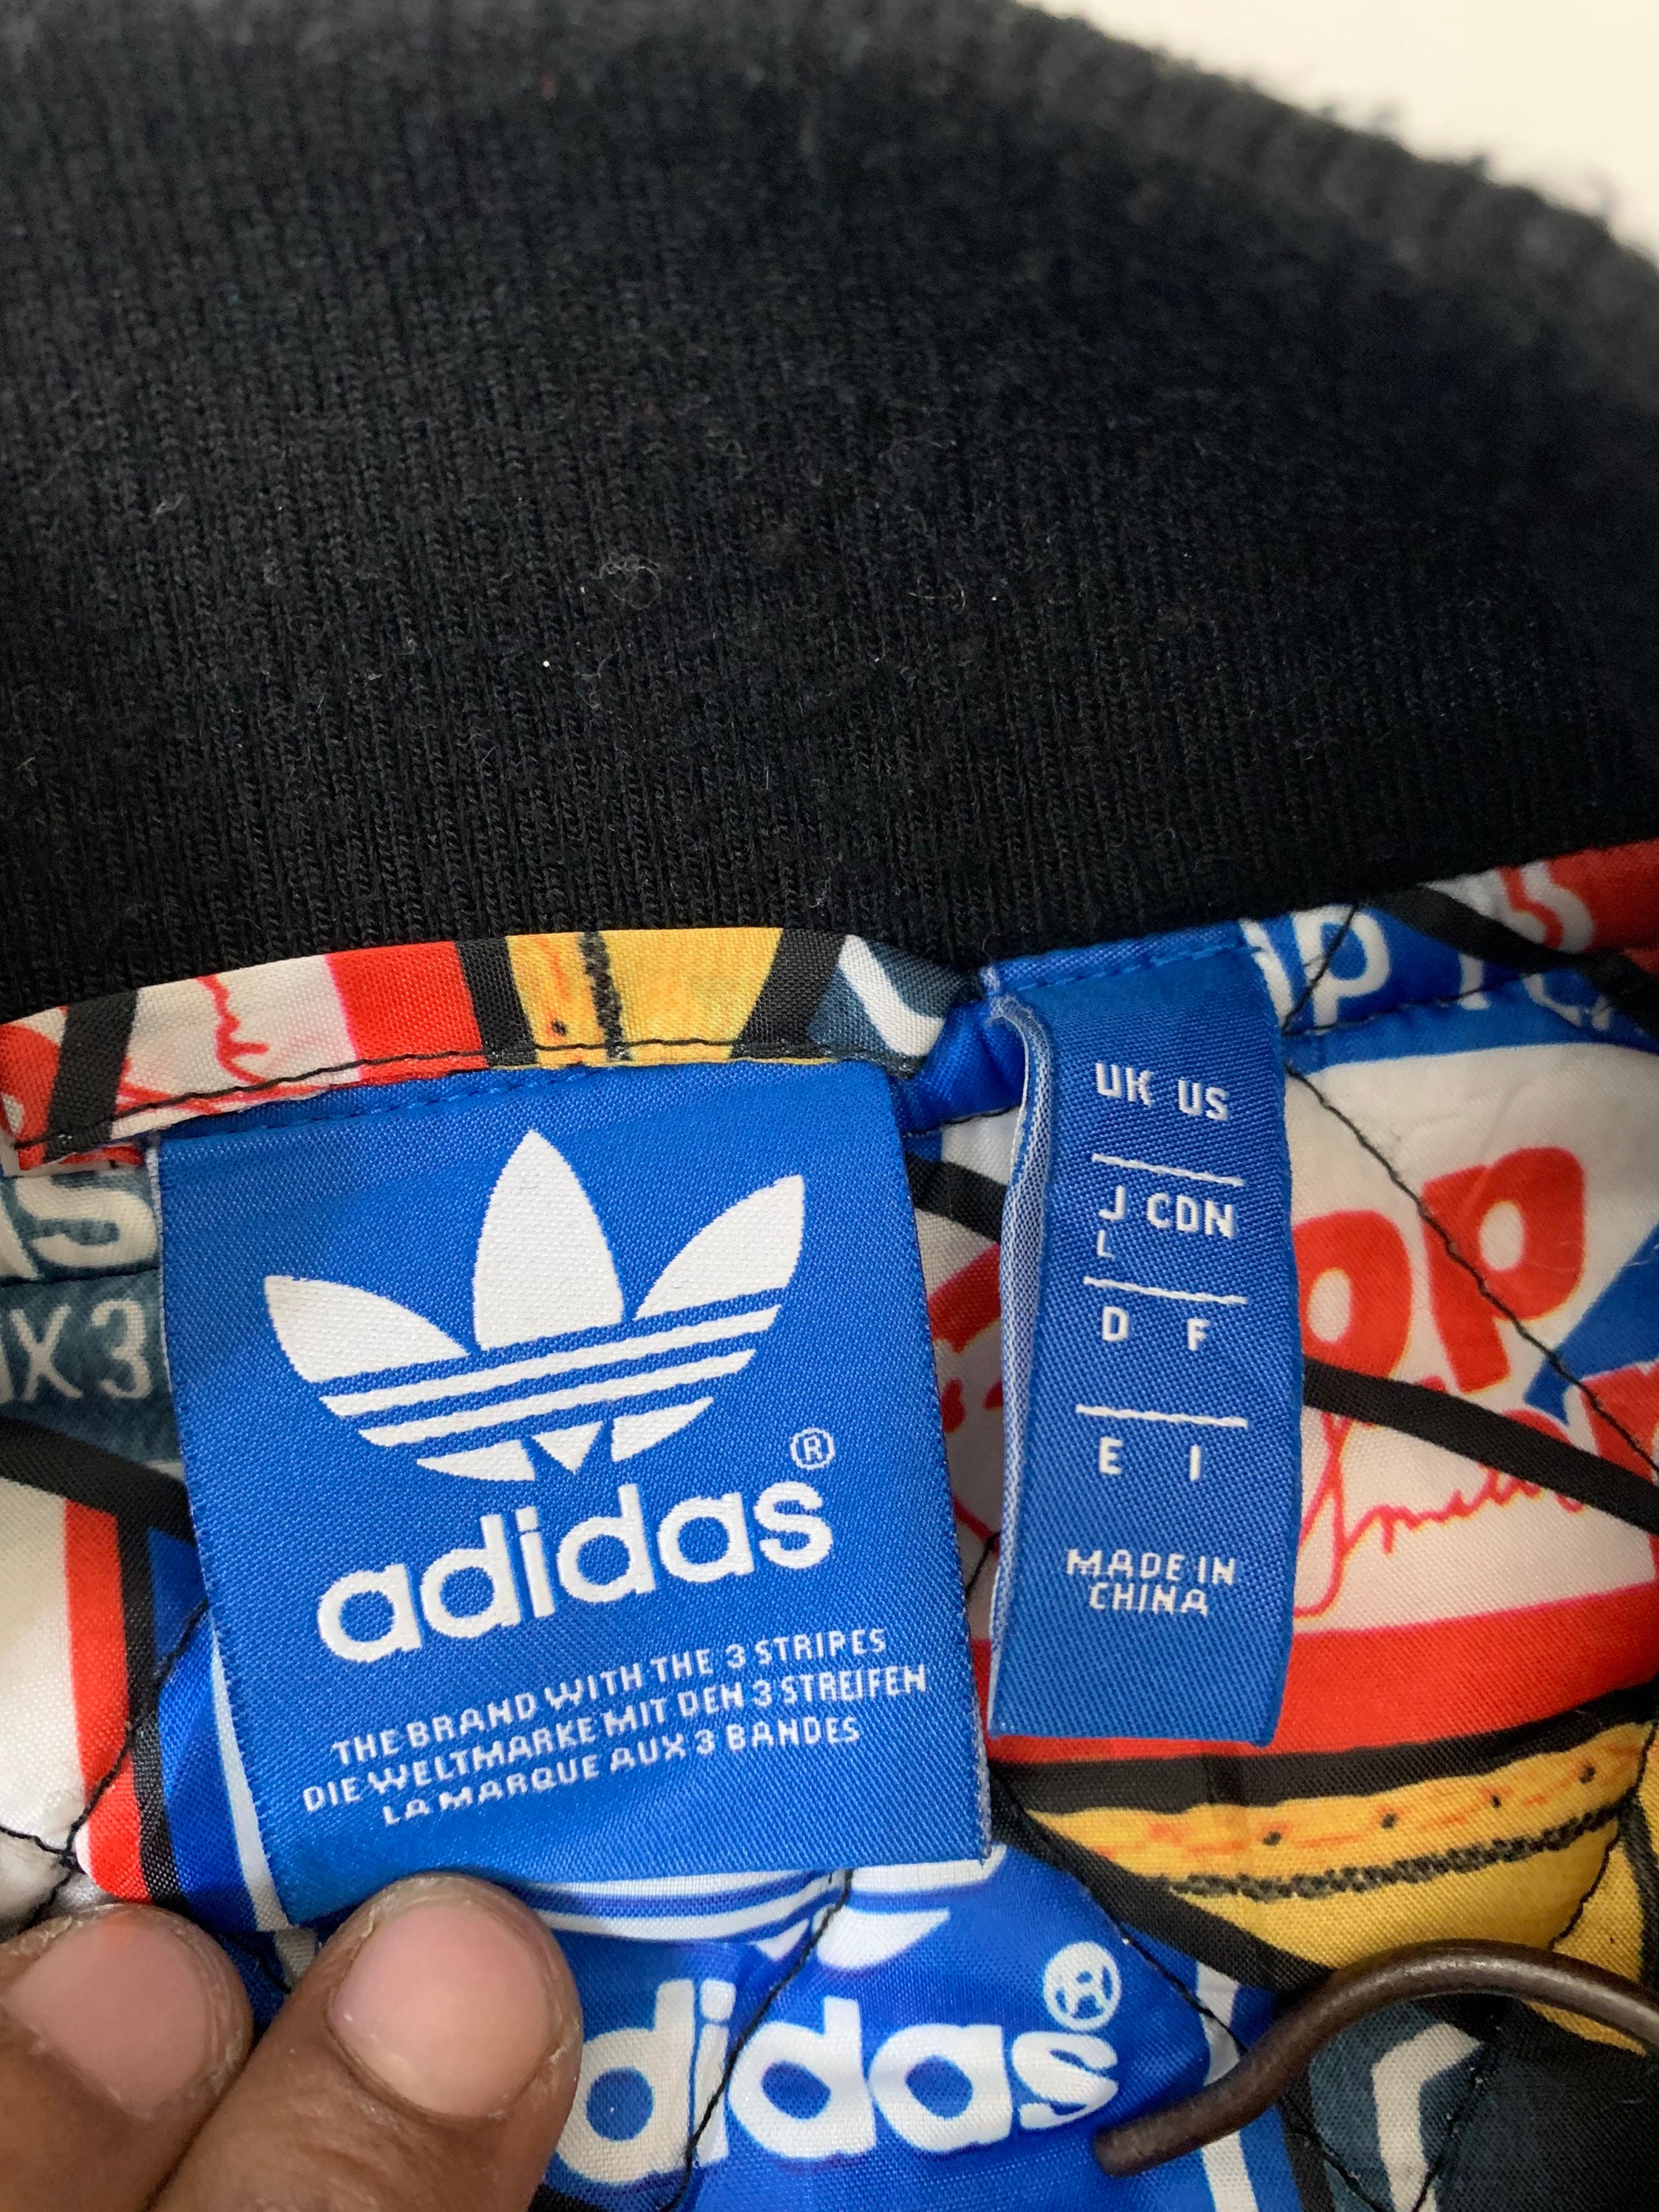 adidas®
THE BRAND WITH THE 3 STRIPES
DIE WELTMARKE MIT DEN 3 STREIFEN
LA MARQUE AUX 3 BANDES
UK US
J CDN
L
D F
E I
MADE IN
CHINA
X 3
adidas®